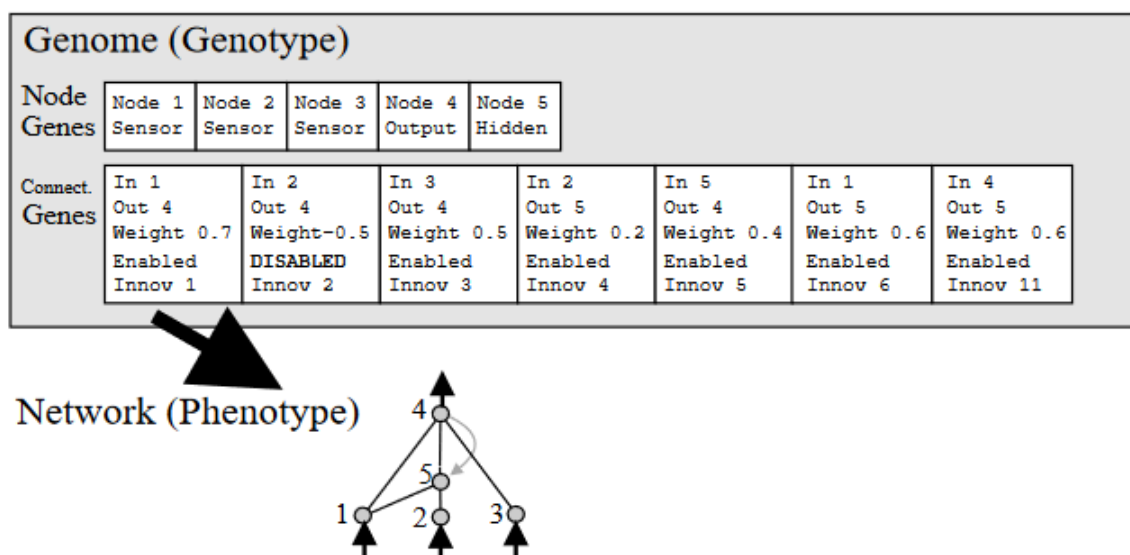 Genome (Genotype)
Node Genes
Node 1 Node 2 Node 3 Node 4 Node 5
Sensor Sensor Sensor Output Hidden
Connect. Genes
In 1 In 2 In 3 In 2 In 5 In 1 In 4
Out 4 Out 4 Out 4 Out 5 Out 4 Out 5 Out 5
Weight 0.7 Weight-0.5 Weight 0.5 Weight 0.2 Weight 0.4 Weight 0.6 Weight 0.6
Enabled DISABLED Enabled Enabled Enabled Enabled Enabled
Innov 1 Innov 2 Innov 3 Innov 4 Innov 5 Innov 6 Innov 11
Network (Phenotype)
4
5
1 2 3